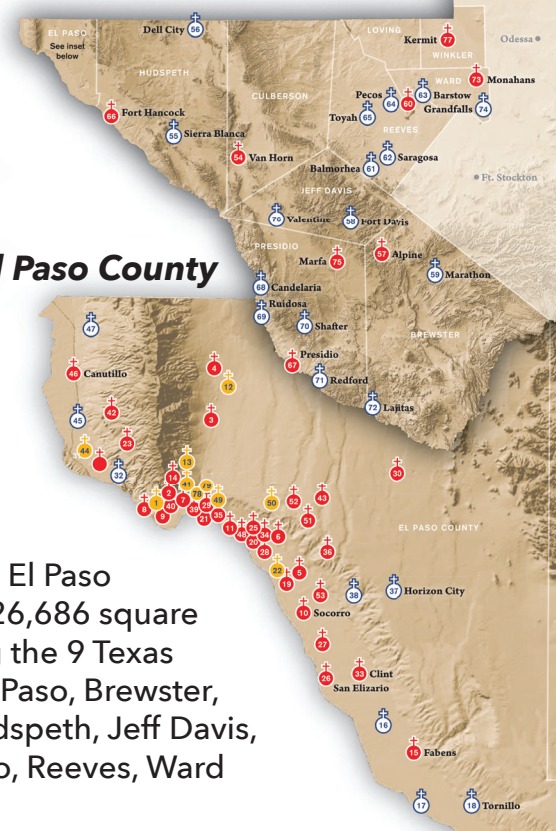 EL PASO
See inset
below
Dell City
56
LOVING
Kermit
77
WINKLER
Odessa
HUDSPETH
CULBERSON
WARD
73
Monahans
Pecos
64
60
63
Barstow
Grandfalls
74
Toyah
65
REEVES
66
Fort Hancock
55
Sierra Blanca
54
Van Horn
62
Saragosa
Balmorhea
61
Ft. Stockton
JEFF DAVIS
76
Valentine
58
Fort Davis
PRESIDIO
Marfa
75
57
Alpine
59
Marathon
l Paso County
68
Candelaria
69
Ruidosa
70
Shafter
BREWSTER
67
Presidio
71
Redford
72
Lajitas
47
46
Canutillo
4
12
42
45
3
23
44
32
13
30
14
41
79
2
78
1
7
49
50
52
43
8
40
39
29
9
21
35
51
EL PASO COUNTY
11
48
25
34
6
20
28
36
22
5
19
53
38
37
Horizon City
10
Socorro
27
26
33
Clint
San Elizario
16
15
Fabens
17
18
Tornillo
El Paso
26,686 square
the 9 Texas
Paso, Brewster,
dspeth, Jeff Davis,
o, Reeves, Ward